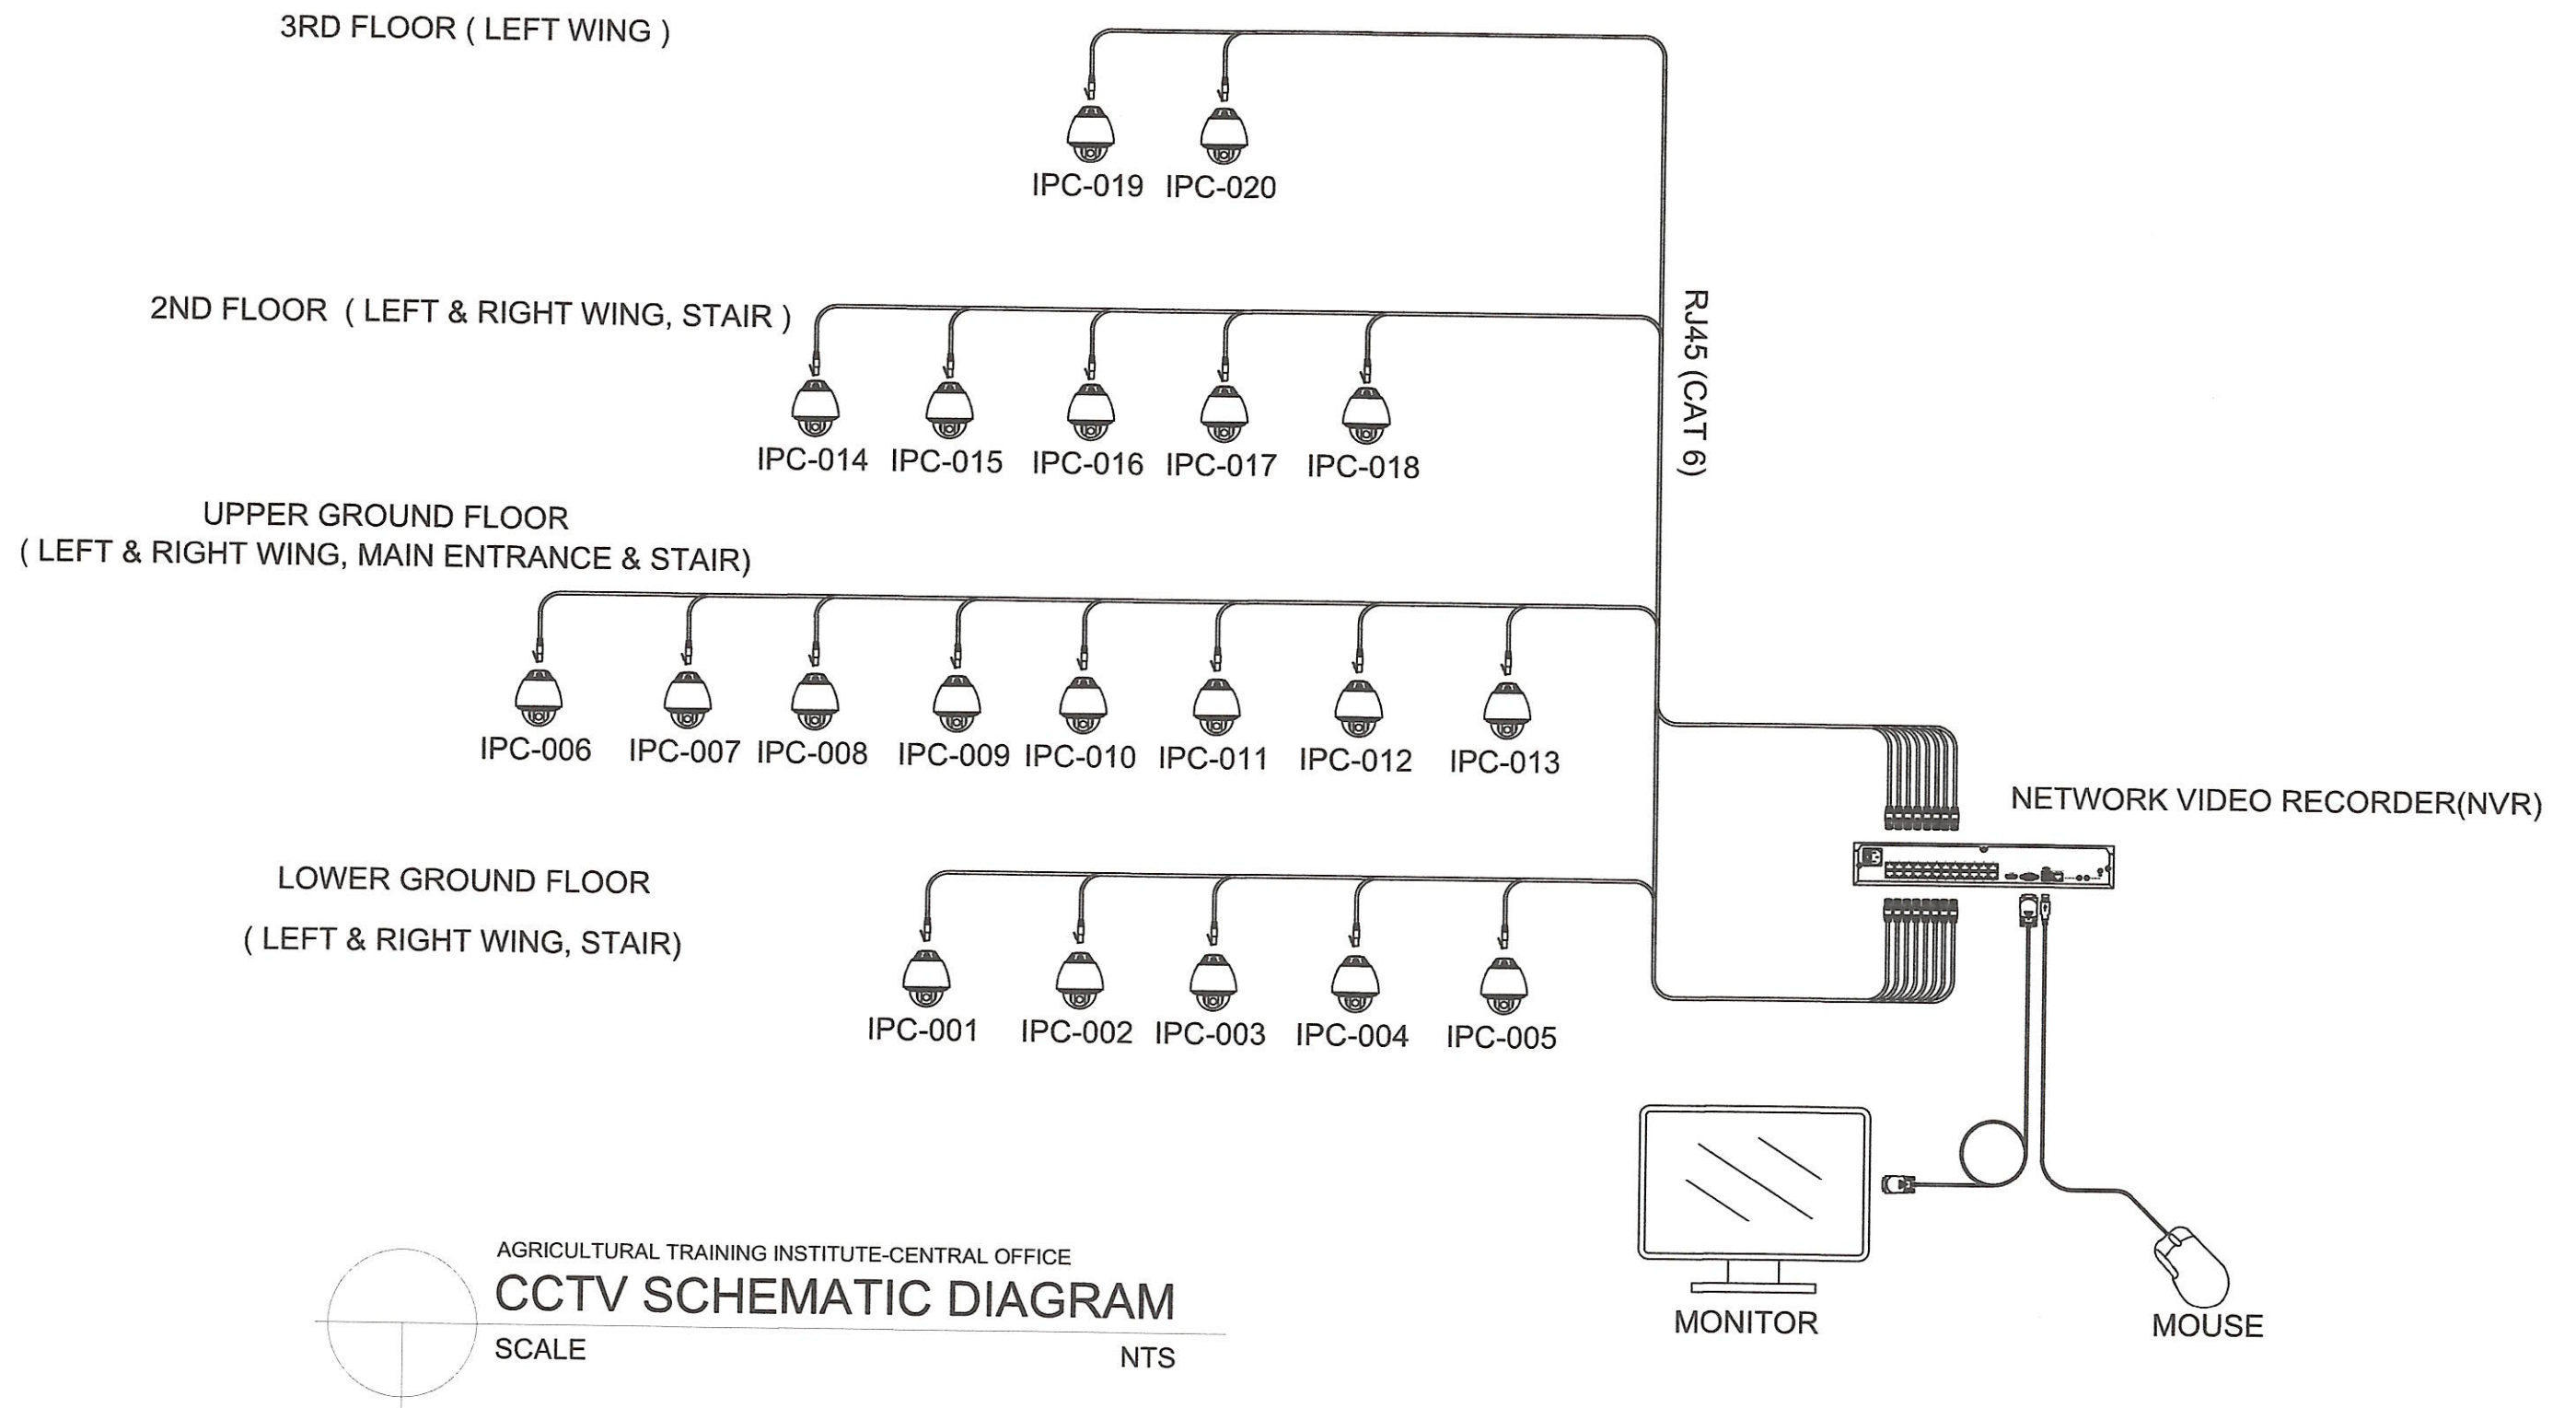 3RD FLOOR ( LEFT WING )
IPC-019 IPC-020
2ND FLOOR ( LEFT & RIGHT WING, STAIR )
RJ45 (CAT 6)
IPC-014 IPC-015 IPC-016 IPC-017 IPC-018
UPPER GROUND FLOOR
( LEFT & RIGHT WING, MAIN ENTRANCE & STAIR)
IPC-006 IPC-007 IPC-008 IPC-009 IPC-010 IPC-011 IPC-012 IPC-013
NETWORK VIDEO RECORDER(NVR)
LOWER GROUND FLOOR
( LEFT & RIGHT WING, STAIR)
IPC-001 IPC-002 IPC-003 IPC-004 IPC-005
MONITOR
MOUSE
AGRICULTURAL TRAINING INSTITUTE-CENTRAL OFFICE
CCTV SCHEMATIC DIAGRAM
SCALE NTS